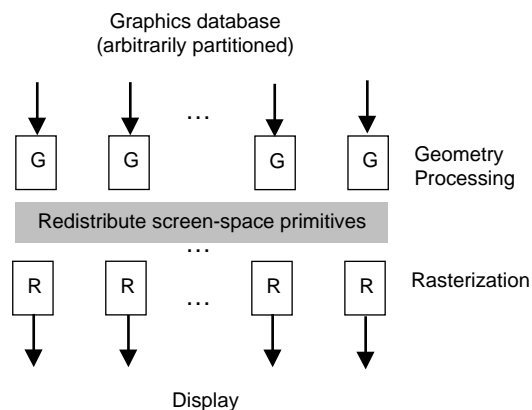 Graphics database
(arbitrarily partitioned)
...
G G G G
Geometry
Processing
Redistribute screen-space primitives
...
R R ... R R
Rasterization
Display